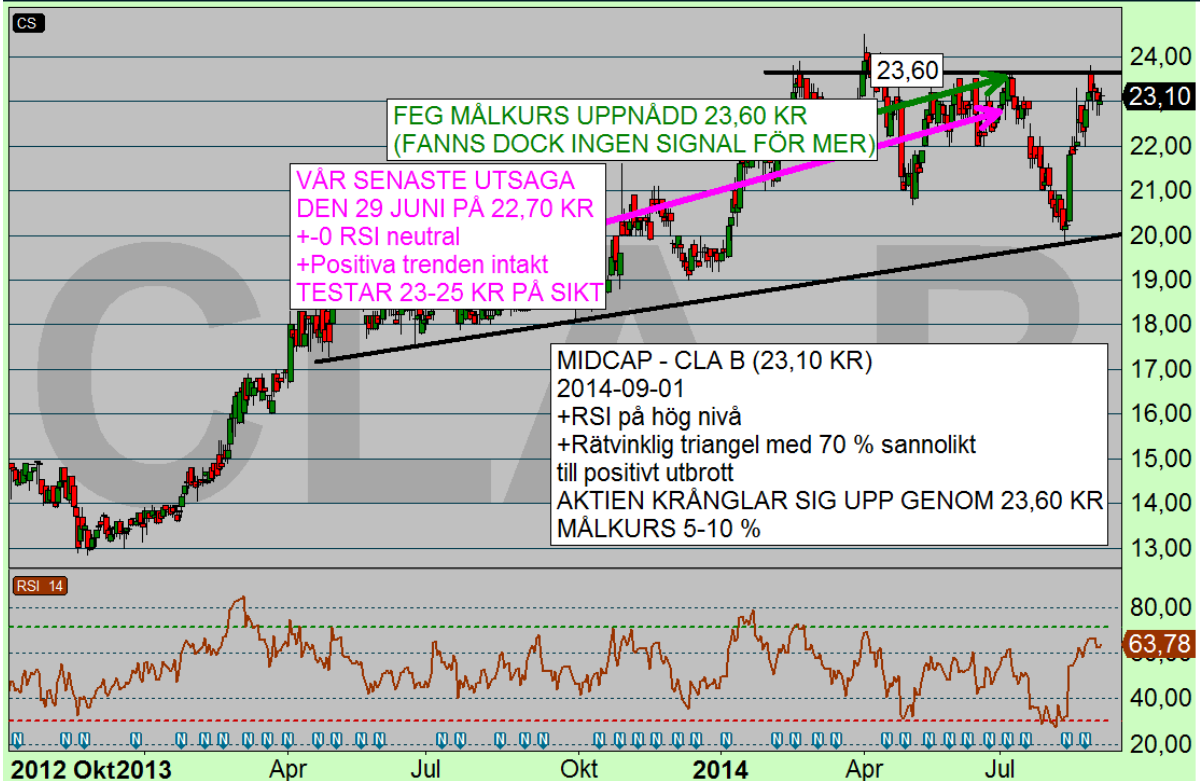 CS
24,00
23,60
23,10
FEG MÅLKURS UPPNÅDD 23,60 KR
(FANNS DOCK INGEN SIGNAL FÖR MER)
22,00
VÅR SENASTE UTSAGA
DEN 29 JUNI PÅ 22,70 KR
+-0 RSI neutral
+Positiva trenden intakt
TESTAR 23-25 KR PÅ SIKT
21,00
20,00
19,00
18,00
17,00
16,00
15,00
14,00
13,00
CLA B
MIDCAP - CLA B (23,10 KR)
2014-09-01
+RSI på hög nivå
+Rätvinklig triangel med 70 % sannolikt
till positivt utbrott
AKTIEN KRÅNGLAR SIG UPP GENOM 23,60 KR
MÅLKURS 5-10 %
RSI 14
80,00
63,78
60,00
40,00
20,00
N N N N N N N N N N N N N N N N N N N N N N N N N N N N N N N N N N N N N N N N N N N
2012 Okt 2013 Apr Jul Okt 2014 Apr Jul